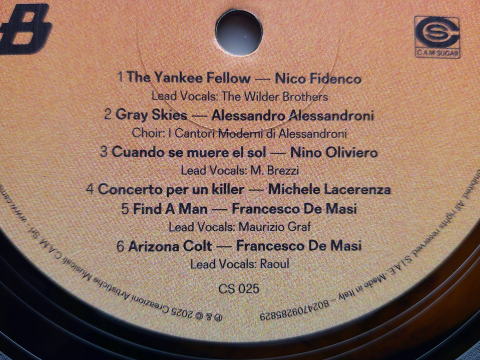 B
C.A.M SUGAR
1 The Yankee Fellow — Nico Fidenco
Lead Vocals: The Wilder Brothers
2 Gray Skies — Alessandro Alessandroni
Choir: I Cantori Moderni di Alessandroni
3 Cuando se muere el sol — Nino Oliviero
Lead Vocals: M. Brezzi
4 Concerto per un killer — Michele Lacerenza
5 Find A Man — Francesco De Masi
Lead Vocals: Maurizio Graf
6 Arizona Colt — Francesco De Masi
Lead Vocals: Raoul
CS 025
℗ & © 2025 Creazioni Artistiche Musicali C.A.M. Srl
All rights reserved. S.I.A.E. - Made in Italy - 8024709285829